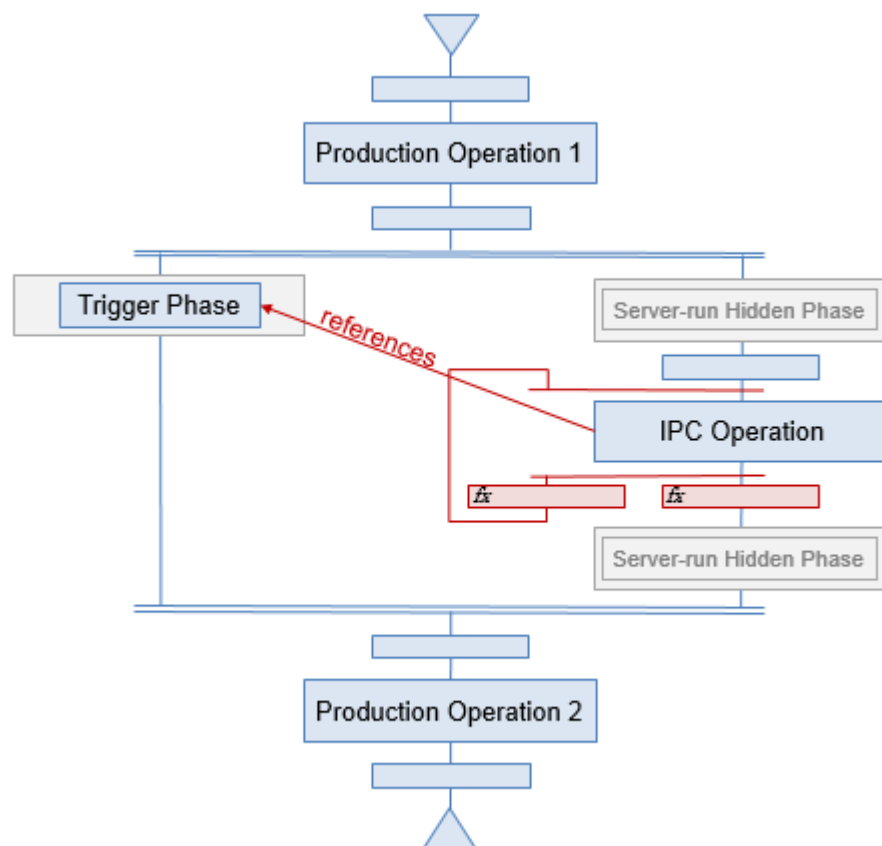 Production Operation 1
Trigger Phase
Server-run Hidden Phase
references
IPC Operation
fx
fx
Server-run Hidden Phase
Production Operation 2